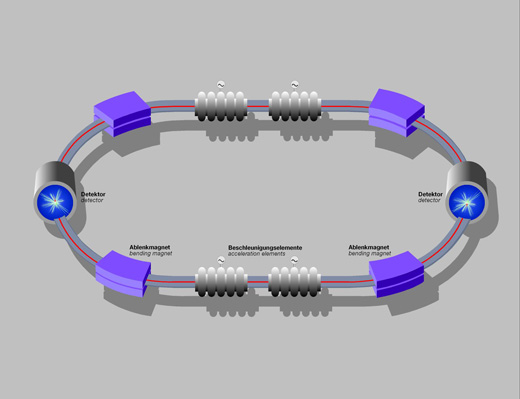 Detektor
detector
Detektor
detector
Ablenkmagnet
bending magnet
Beschleunigungselemente
acceleration elements
Ablenkmagnet
bending magnet